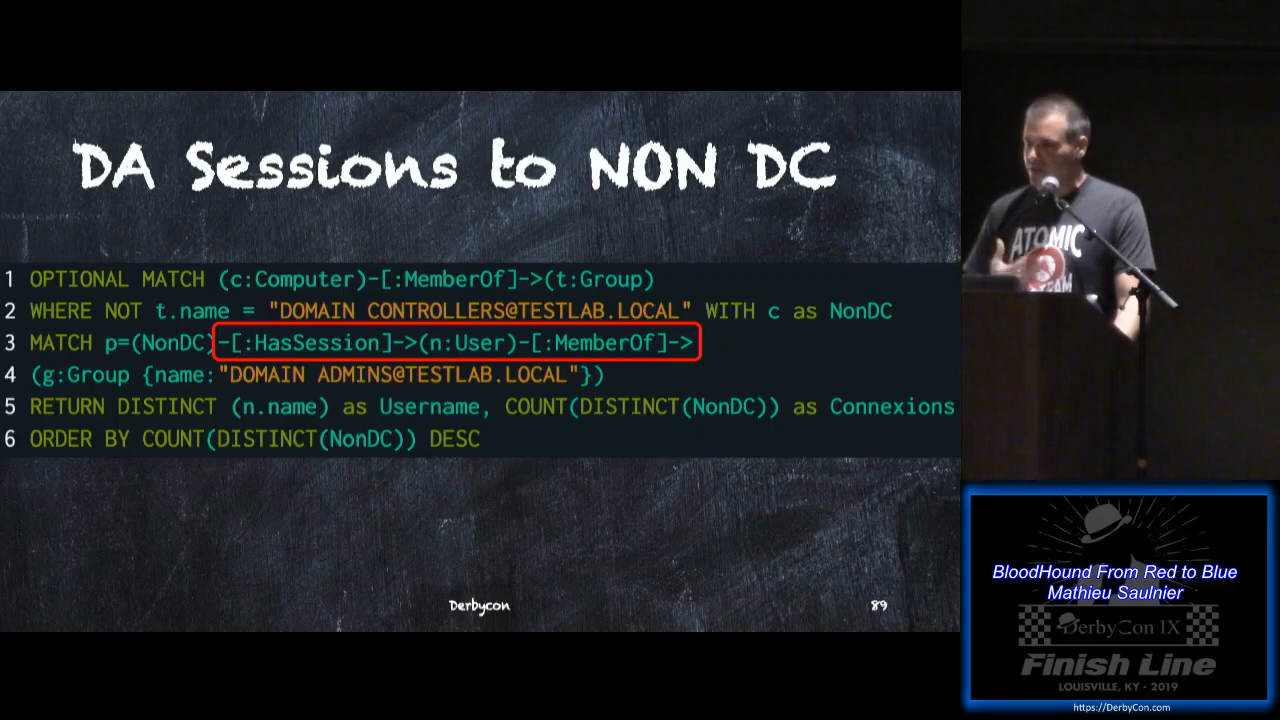 DA Sessions to NON DC
1 OPTIONAL MATCH (c:Computer)-[:MemberOf]->(t:Group)
2 WHERE NOT t.name = "DOMAIN CONTROLLERS@TESTLAB.LOCAL" WITH c as NonDC
3 MATCH p=(NonDC)-[:HasSession]->(n:User)-[:MemberOf]->
4 (g:Group {name:"DOMAIN ADMINS@TESTLAB.LOCAL"})
5 RETURN DISTINCT (n.name) as Username, COUNT(DISTINCT(NonDC)) as Connexions
6 ORDER BY COUNT(DISTINCT(NonDC)) DESC
Derbycon
89
ATOMIC
BloodHound From Red to Blue
Mathieu Saulnier
DerbyCon IX
Finish Line
LOUISVILLE, KY - 2019
https://DerbyCon.com